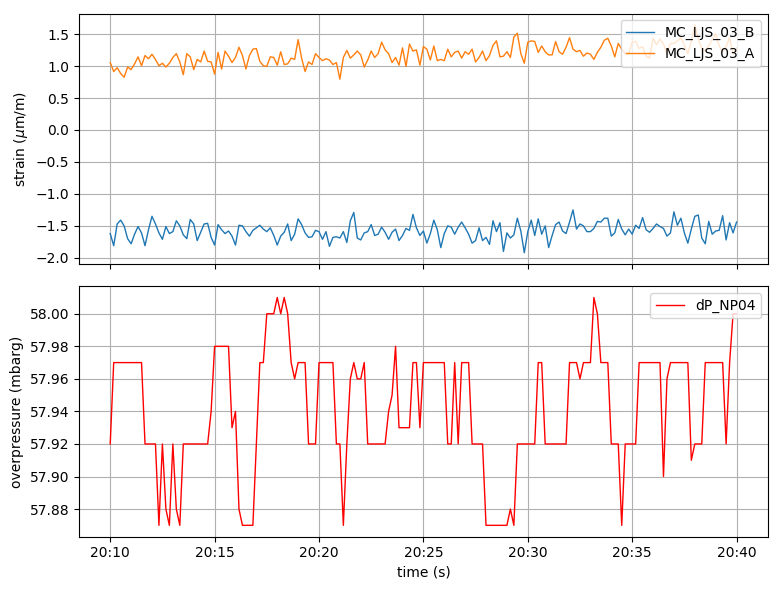 strain (μm/m)
1.5
1.0
0.5
0.0
−0.5
−1.0
−1.5
−2.0
MC_LJS_03_B
MC_LJS_03_A
overpressure (mbarg)
58.00
57.98
57.96
57.94
57.92
57.90
57.88
dP_NP04
20:10 20:15 20:20 20:25 20:30 20:35 20:40
time (s)